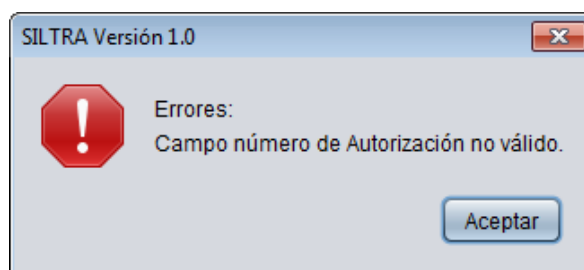 SILTRA Versión 1.0
Errores:
Campo número de Autorización no válido.
Aceptar